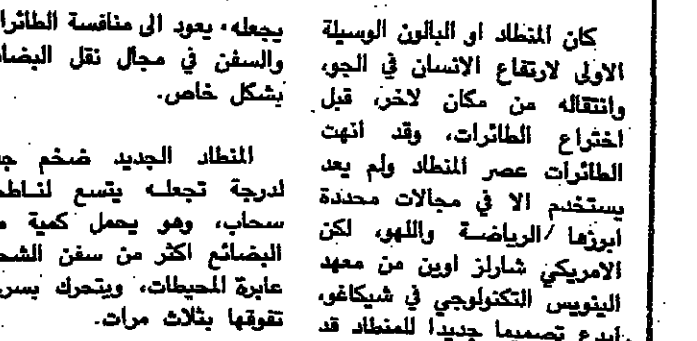 كان المنطاد او البالون الوسيلة
الاولى لارتفاع الانسان في الجو،
وانتقاله من مكان لاخر، قبل
اختراع الطائرات، وقد انهت
الطائرات عصر المنطاد ولم يعد
يستخدم الا في مجالات محددة
ابرزها /الرياضة واللهو، لكن
الامريكي شارلز اوين من معهد
الينويس التكنولوجي في شيكاغو،
ابدع تصميما جديدا للمنطاد قد
يجعله، يعود الى منافسة
والسفن في مجال نقل
بشكل خاص.
المنطاد الجديد ضخم
لدرجة تجعله يتسع
سحاب، وهو يحمل كمية
البضائع اكثر من سفن
عابرة المحيطات، ويتحرك
تفوقها بثلاث مرات.